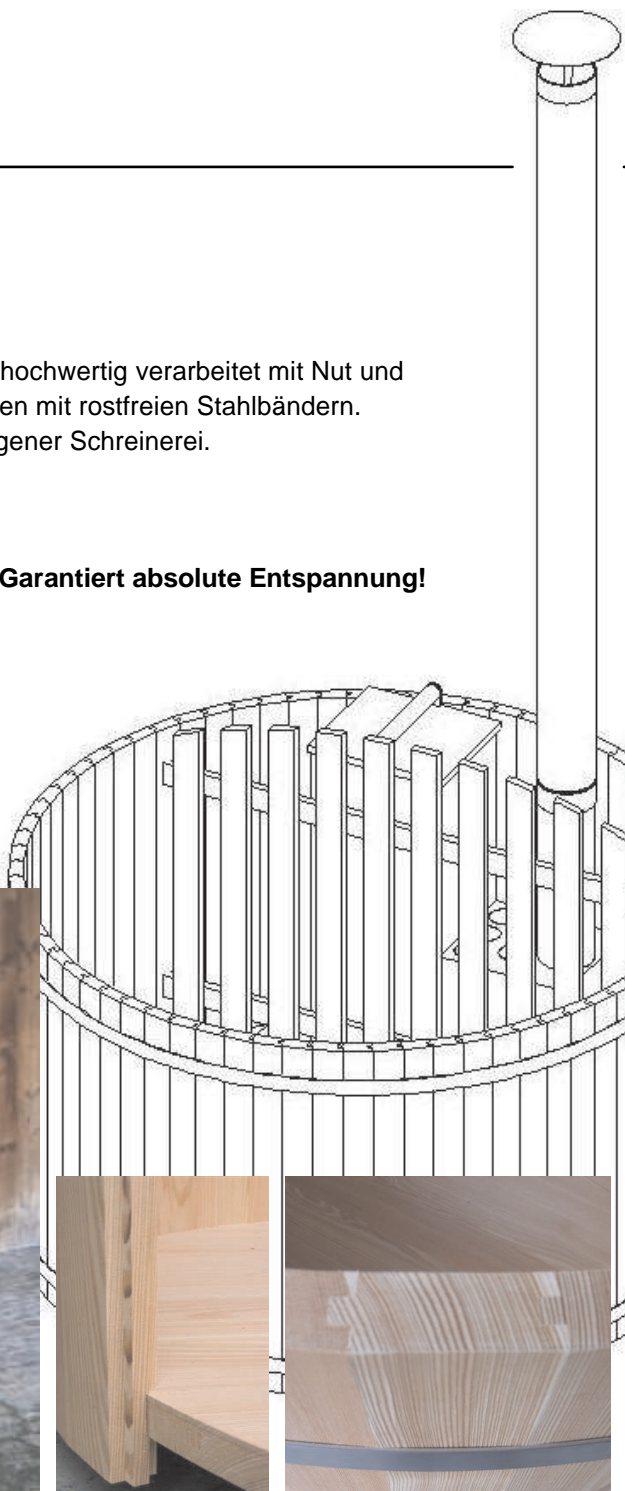 hochwertig verarbeitet mit Nut und
en mit rostfreien Stahlbändern.
gener Schreinerei.
Garantiert absolute Entspannung!